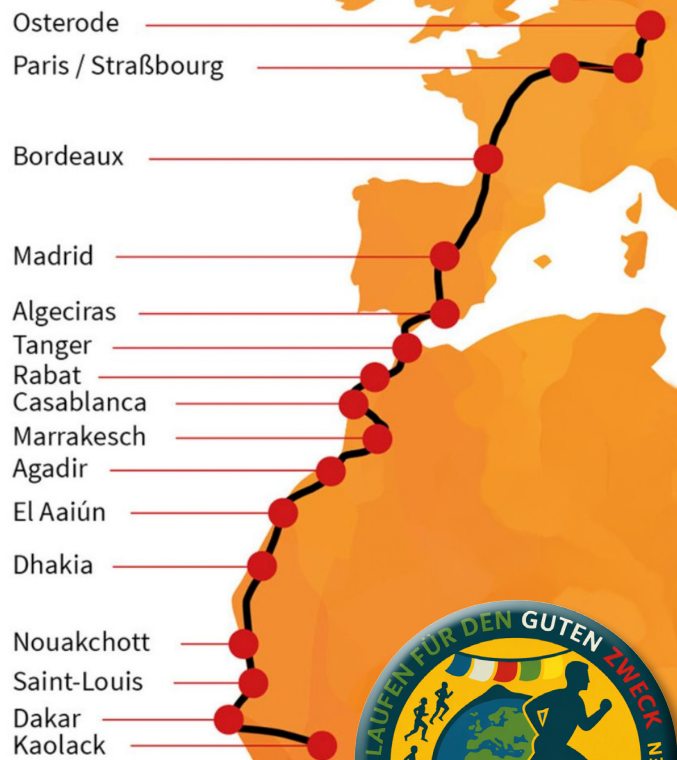 Osterode
Paris / Straßbourg
Bordeaux
Madrid
Algeciras
Tanger
Rabat
Casablanca
Marrakesch
Agadir
El Aaiún
Dhakia
Nouakchott
Saint-Louis
Dakar
Kaolack
LAUFEN FÜR DEN GUTEN ZWECK